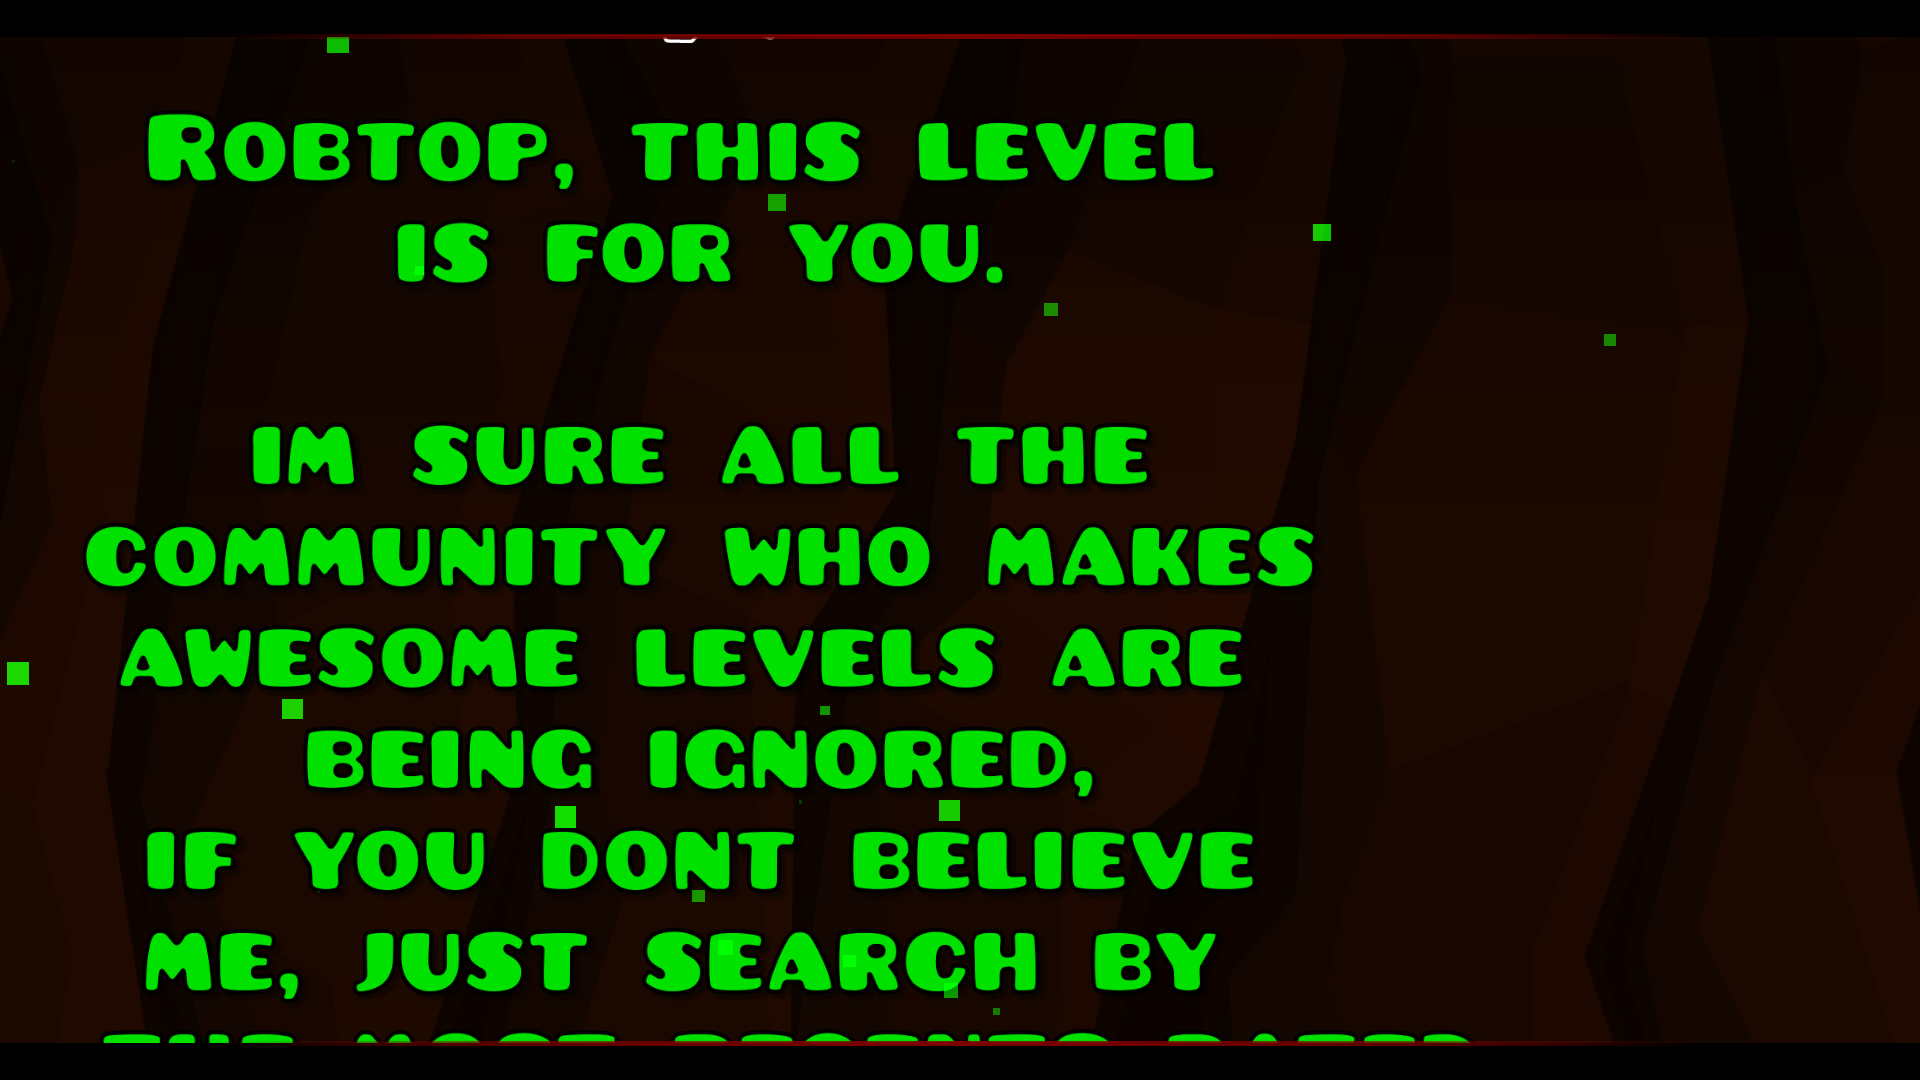 Robtop, this level
is for you.
im sure all the
community who makes
awesome levels are
being ignored,
if you dont believe
me, just search by